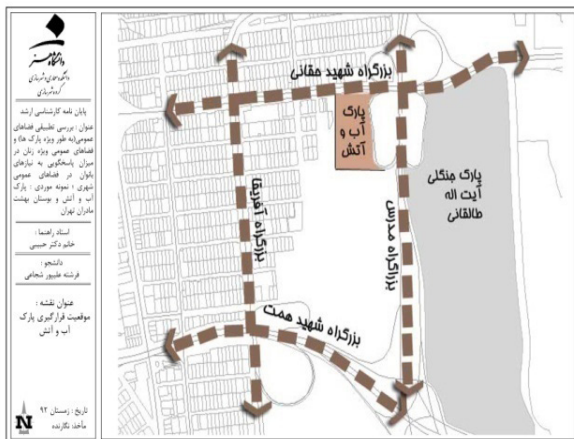 دانشگاه هنر
دانشکده معماری و شهرسازی
گروه شهرسازی
پایان نامه کارشناسی ارشد
عنوان : بررسی تطبیقی فضاهای
عمومی(به طور ویژه پارک ها) و
فضاهای عمومی ویژه زنان در
میزان پاسخگویی به نیازهای
بانوان در فضاهای عمومی
شهری ؛ نمونه موردی : پارک
آب و آتش و بوستان بهشت
مادران تهران
استاد راهنما :
خانم دکتر حبیبی
دانشجو :
فرشته علیپور شجاعی
عنوان نقشه :
موقعیت قرارگیری پارک
آب و آتش
تاریخ : زمستان ۹۲
مأخذ: نگارنده
N
بزرگراه شهید حقانی
پارک
آب
و
آتش
پارک جنگلی
آیت اله
طالقانی
بزرگراه آفریقا
بزرگراه مدرس
بزرگراه شهید همت